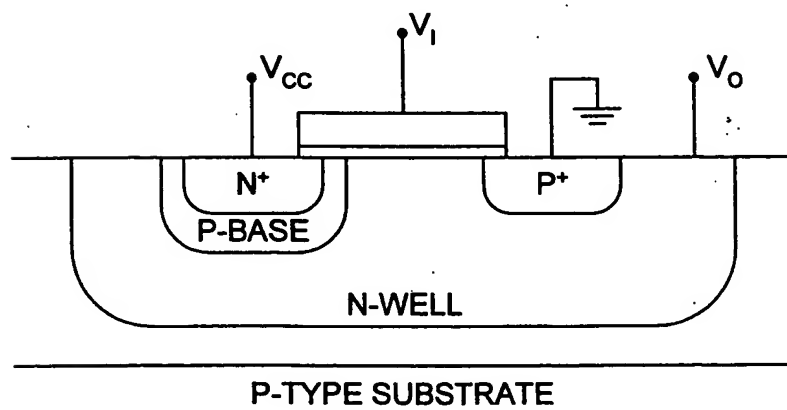 V_I
V_CC
V_O
N+
P+
P-BASE
N-WELL
P-TYPE SUBSTRATE